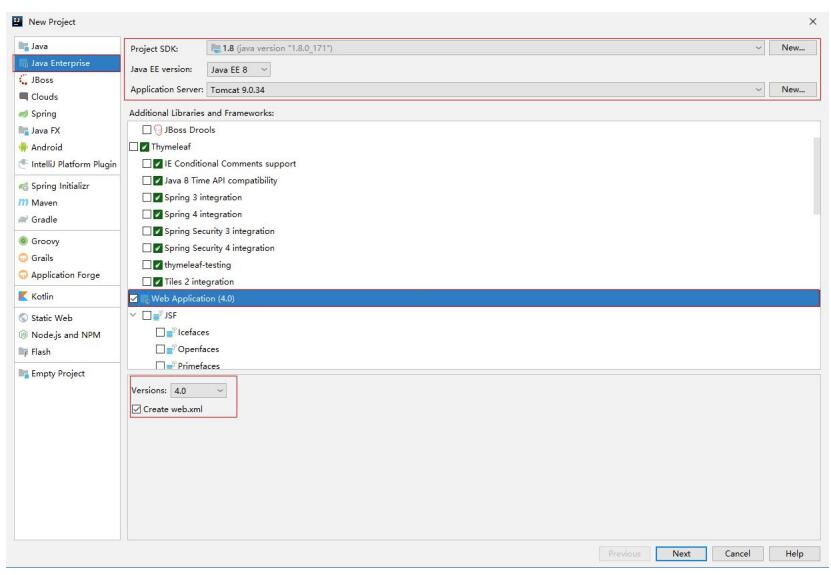 New Project
Java
Java Enterprise
JBoss
Clouds
Spring
Java FX
Android
IntelliJ Platform Plugin
Spring Initializr
Maven
Gradle
Groovy
Grails
Application Forge
Kotlin
Static Web
Node.js and NPM
Flash
Empty Project
Project SDK: 1.8 (java version "1.8.0_171") New...
Java EE version: Java EE 8
Application Server: Tomcat 9.0.34 New...
Additional Libraries and Frameworks:
JBoss Drools
Thymeleaf
IE Conditional Comments support
Java 8 Time API compatibility
Spring 3 integration
Spring 4 integration
Spring Security 3 integration
Spring Security 4 integration
thymeleaf-testing
Tiles 2 integration
Web Application (4.0)
JSF
Icefaces
Openfaces
Primefaces
Versions: 4.0
Create web.xml
Previous Next Cancel Help